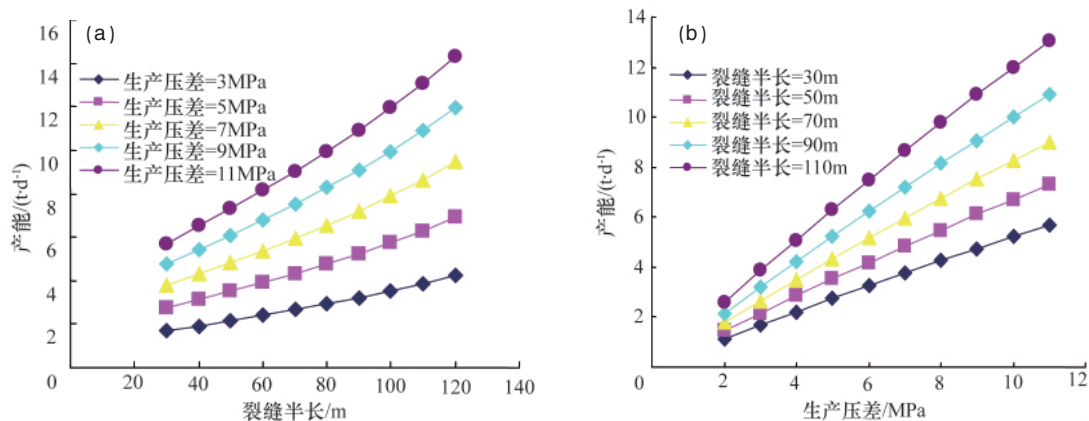 (a)
16
14
12
10
8
6
4
2
0
产能/(t·d⁻¹)
生产压差=3MPa
生产压差=5MPa
生产压差=7MPa
生产压差=9MPa
生产压差=11MPa
20 40 60 80 100 120 140
裂缝半长/m
(b)
14
12
10
8
6
4
2
0
产能/(t·d⁻¹)
裂缝半长=30m
裂缝半长=50m
裂缝半长=70m
裂缝半长=90m
裂缝半长=110m
2 4 6 8 10 12
生产压差/MPa